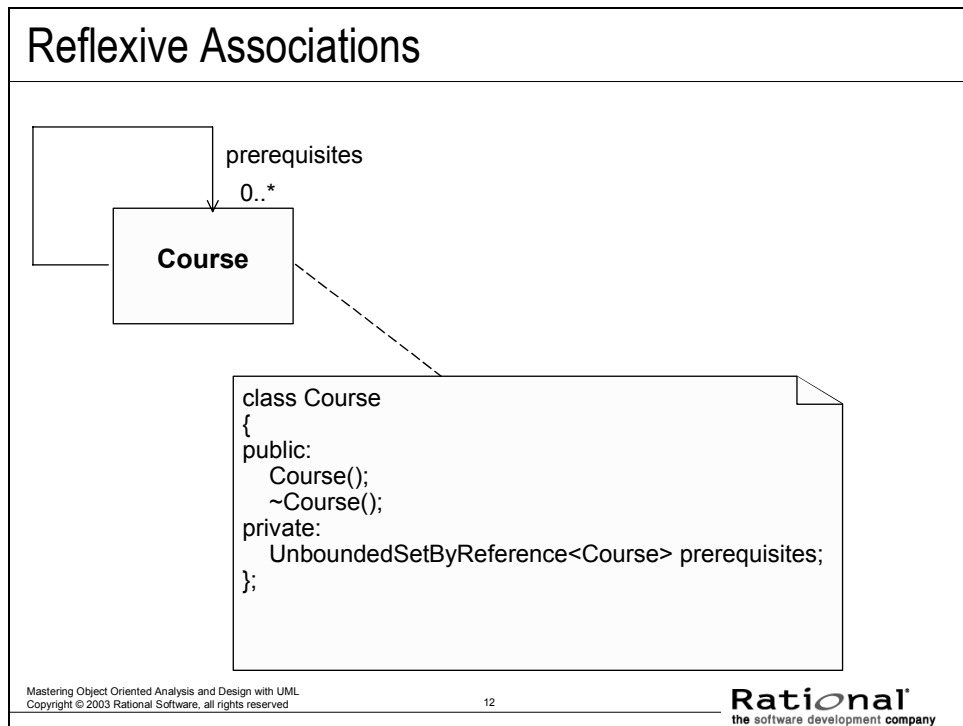 Reflexive Associations
prerequisites
0..*
Course
class Course
{
public:
Course();
~Course();
private:
UnboundedSetByReference<Course> prerequisites;
};
Mastering Object Oriented Analysis and Design with UML
Copyright © 2003 Rational Software, all rights reserved
12
Rational
the software development company